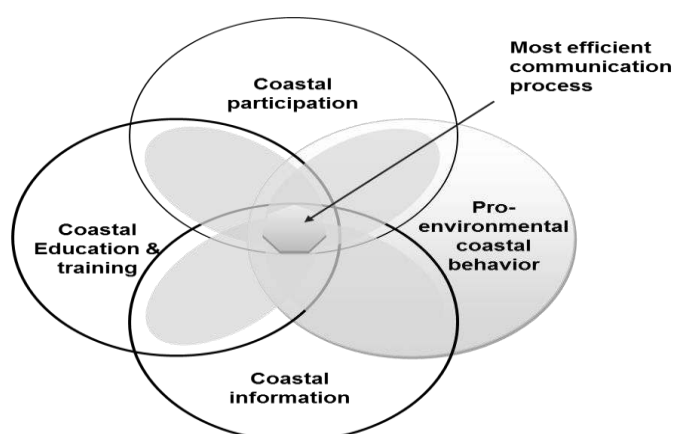 Most efficient
communication
process
Coastal
participation
Coastal
Education &
training
Pro-
environmental
coastal
behavior
Coastal
information